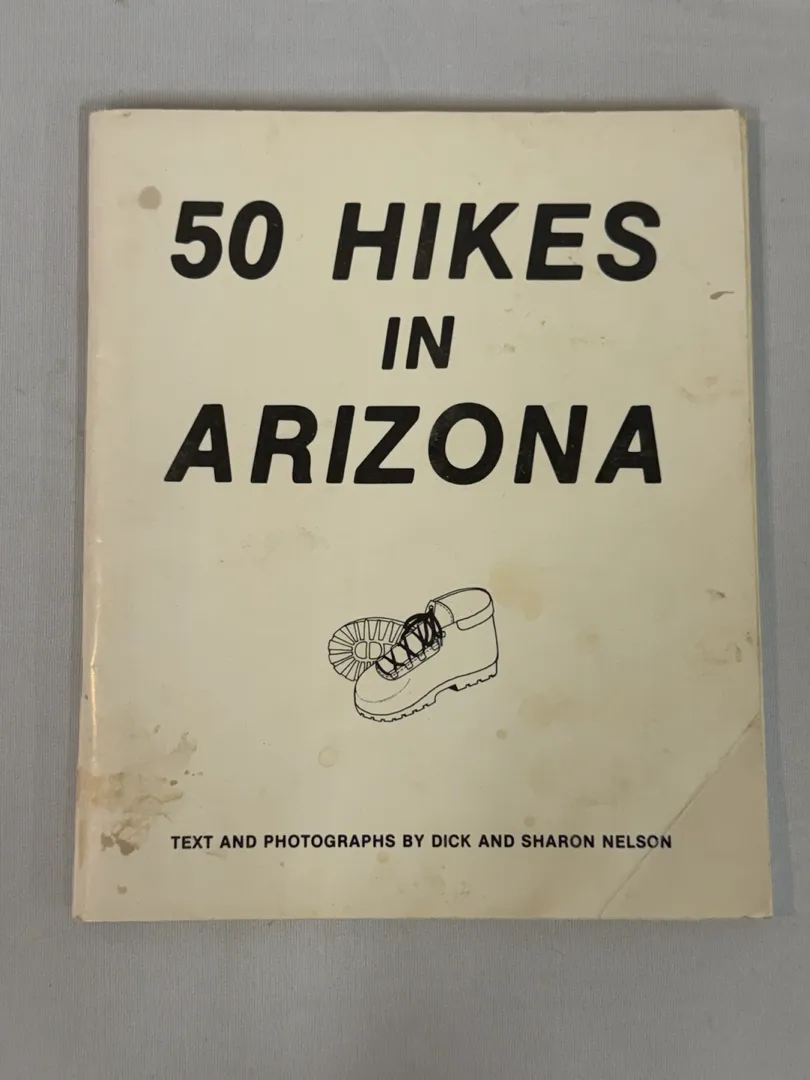 50 HIKES
IN
ARIZONA
TEXT AND PHOTOGRAPHS BY DICK AND SHARON NELSON